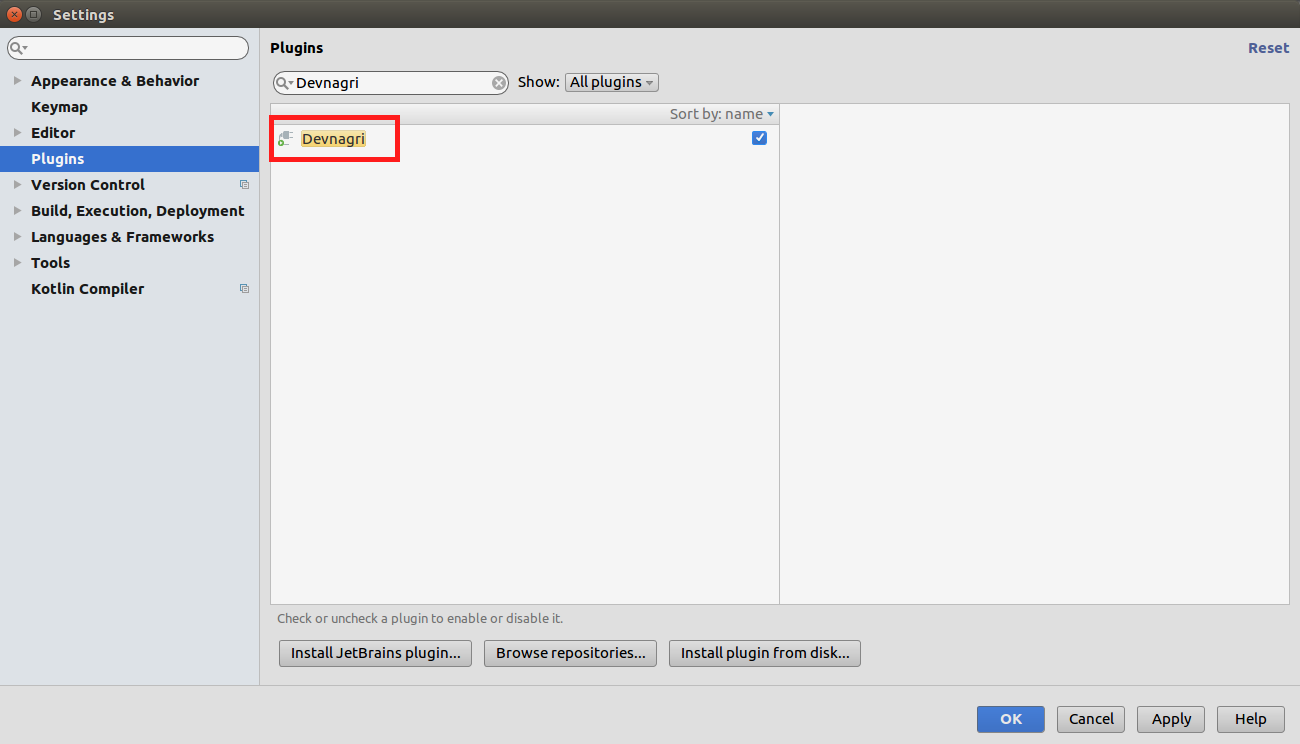 Settings
Appearance & Behavior
Keymap
Editor
Plugins
Version Control
Build, Execution, Deployment
Languages & Frameworks
Tools
Kotlin Compiler
Plugins
Reset
Devnagri
Show: All plugins
Sort by: name
Devnagri
Check or uncheck a plugin to enable or disable it.
Install JetBrains plugin... Browse repositories... Install plugin from disk...
OK Cancel Apply Help